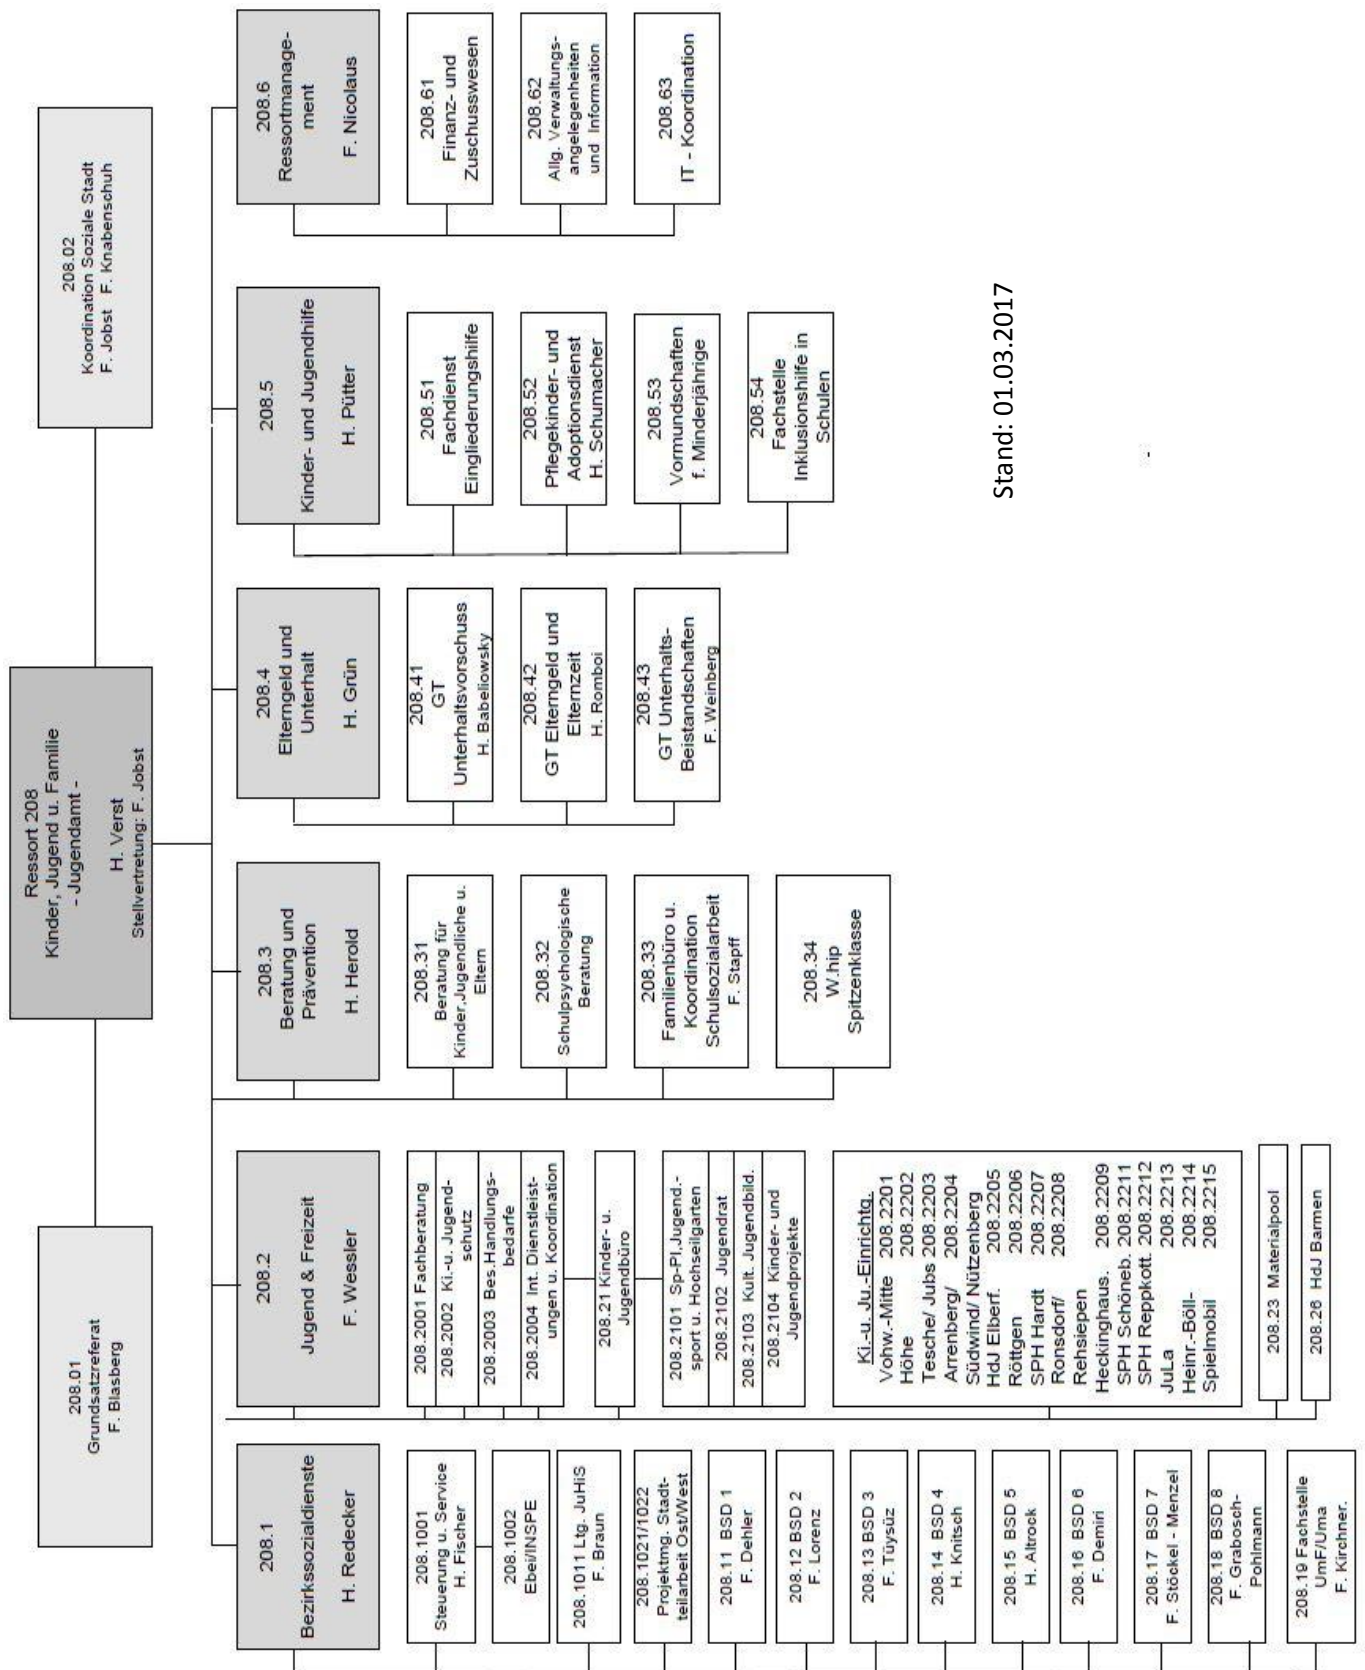 Ressort 208
Kinder, Jugend u. Familie
- Jugendamt -
H. Verst
Stellvertretung: F. Jobst
208.01
Grundsatzreferat
F. Blasberg
208.02
Koordination Soziale Stadt
F. Jobst F. Knabenschuh
208.1
Bezirkssozialdienste
H. Redecker
208.1001
Steuerung u. Service
H. Fischer
208.1002
Ebei/INSPE
208.1011 Ltg. JuHiS
F. Braun
208.1021/1022
Projektmg. Stadt-
teilarbeit Ost/West
208.11 BSD 1
F. Dehler
208.12 BSD 2
F. Lorenz
208.13 BSD 3
F. Tüysüz
208.14 BSD 4
H. Knitsch
208.15 BSD 5
H. Altrock
208.16 BSD 6
F. Demiri
208.17 BSD 7
F. Stöckel - Menzel
208.18 BSD 8
F. Grabosch-
Pohlmann
208.19 Fachstelle
UmF/Uma
F. Kirchner.
208.2
Jugend & Freizeit
F. Wessler
208.2001 Fachberatung
208.2002 Ki.-u. Jugend-
schutz
208.2003 Bes.Handlungs-
bedarfe
208.2004 Int. Dienstleist-
ungen u. Koordination
208.21 Kinder- u.
Jugendbüro
208.2101 Sp-Pl,Jugend.-
sport u. Hochseilgarten
208.2102 Jugendrat
208.2103 Kult. Jugendbild.
208.2104 Kinder- und
Jugendprojekte
Ki.-u. Ju.-Einrichtg.
Vohw.-Mitte 208.2201
Höhe 208.2202
Tesche/ Jubs 208.2203
Arrenberg/ 208.2204
Südwind/ Nützenberg
HdJ Elberf. 208.2205
Röttgen 208.2206
SPH Hardt 208.2207
Ronsdorf/ 208.2208
Rehsiepen
Heckinghaus. 208.2209
SPH Schöneb. 208.2211
SPH Reppkott. 208.2212
JuLa 208.2213
Heinr.-Böll- 208.2214
Spielmobil 208.2215
208.23 Materialpool
208.26 HdJ Barmen
208.3
Beratung und
Prävention
H. Herold
208.31
Beratung für
Kinder,Jugendliche u.
Eltern
208.32
Schulpsychologische
Beratung
208.33
Familienbüro u.
Koordination
Schulsozialarbeit
F. Stapff
208.34
W.hip
Spitzenklasse
208.4
Elterngeld und
Unterhalt
H. Grün
208.41
GT
Unterhaltsvorschuss
H. Babeliowsky
208.42
GT Elterngeld und
Elternzeit
H. Romboi
208.43
GT Unterhalts-
Beistandschaften
F. Weinberg
208.5
Kinder- und Jugendhilfe
H. Pütter
208.51
Fachdienst
Eingliederungshilfe
208.52
Pflegekinder- und
Adoptionsdienst
H. Schumacher
208.53
Vormundschaften
f. Minderjährige
208.54
Fachstelle
Inklusionshilfe in
Schulen
208.6
Ressortmanage-
ment
F. Nicolaus
208.61
Finanz- und
Zuschusswesen
208.62
Allg. Verwaltungs-
angelegenheiten
und Information
208.63
IT - Koordination
Stand: 01.03.2017
-